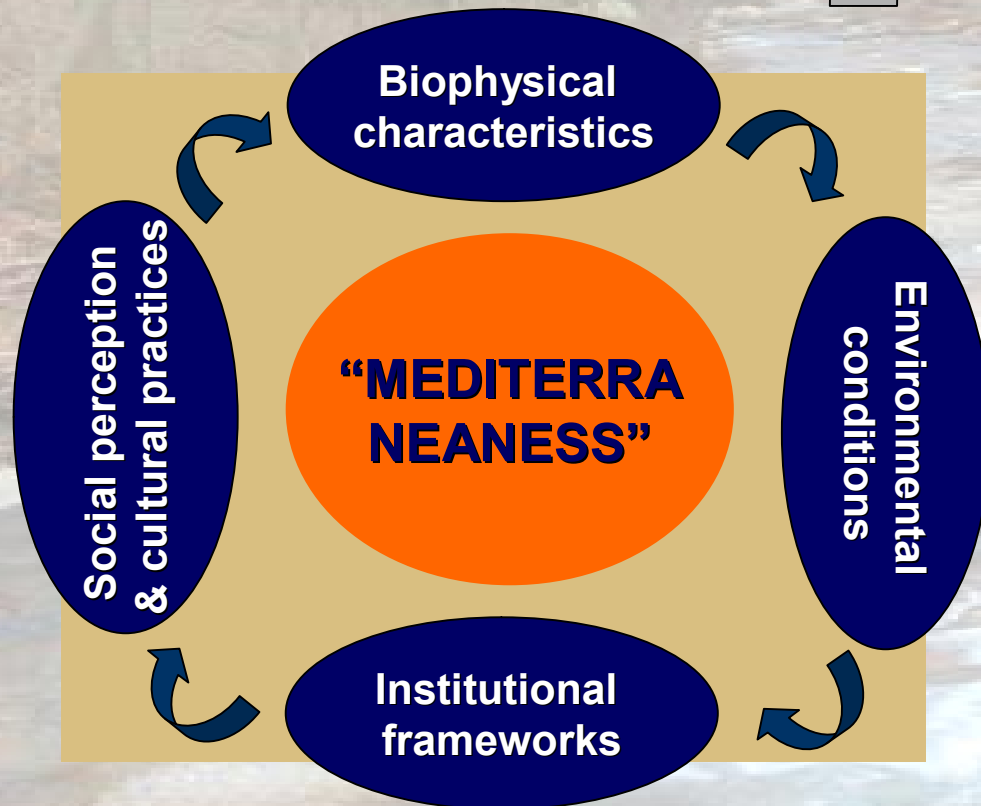 Biophysical
characteristics
Environmental
conditions
“MEDITERRA
NEANESS”
Social perception
& cultural practices
Institutional
frameworks